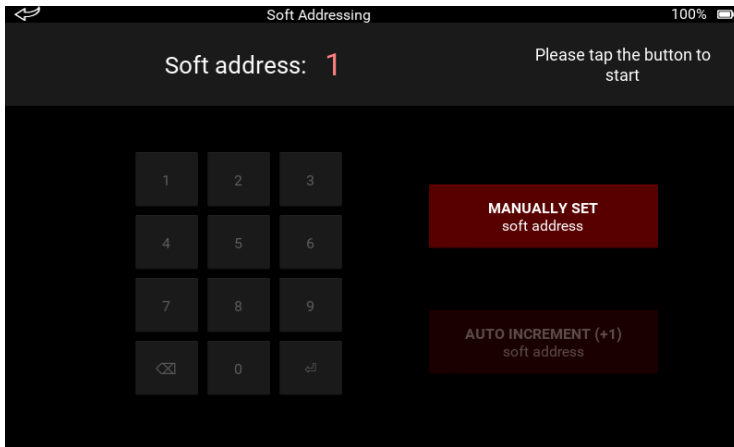 Soft Addressing
100%
Soft address: 1
Please tap the button to
start
1 2 3
4 5 6
7 8 9
0
MANUALLY SET
soft address
AUTO INCREMENT (+1)
soft address